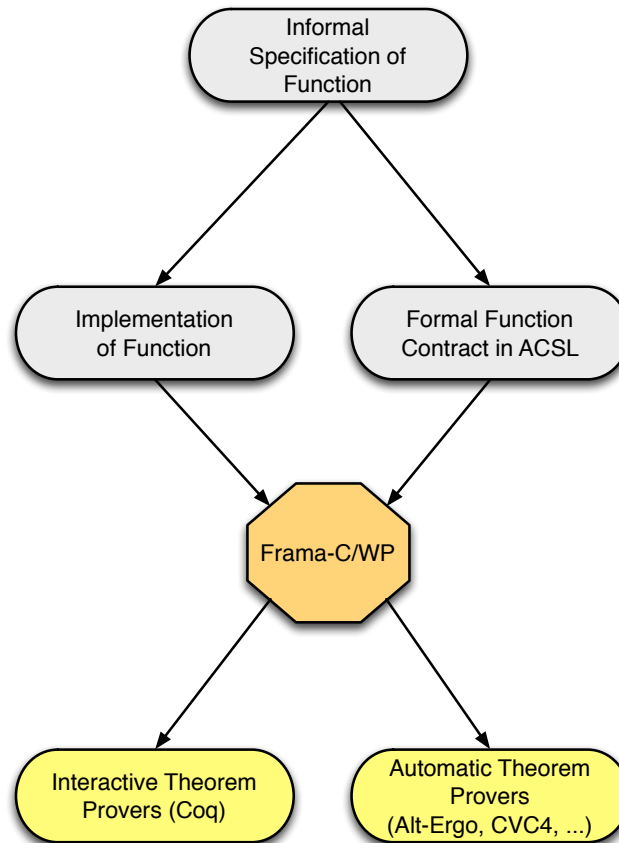 Informal
Specification of
Function
Implementation
of Function
Formal Function
Contract in ACSL
Frama-C/WP
Interactive Theorem
Provers (Coq)
Automatic Theorem
Provers
(Alt-Ergo, CVC4, ...)